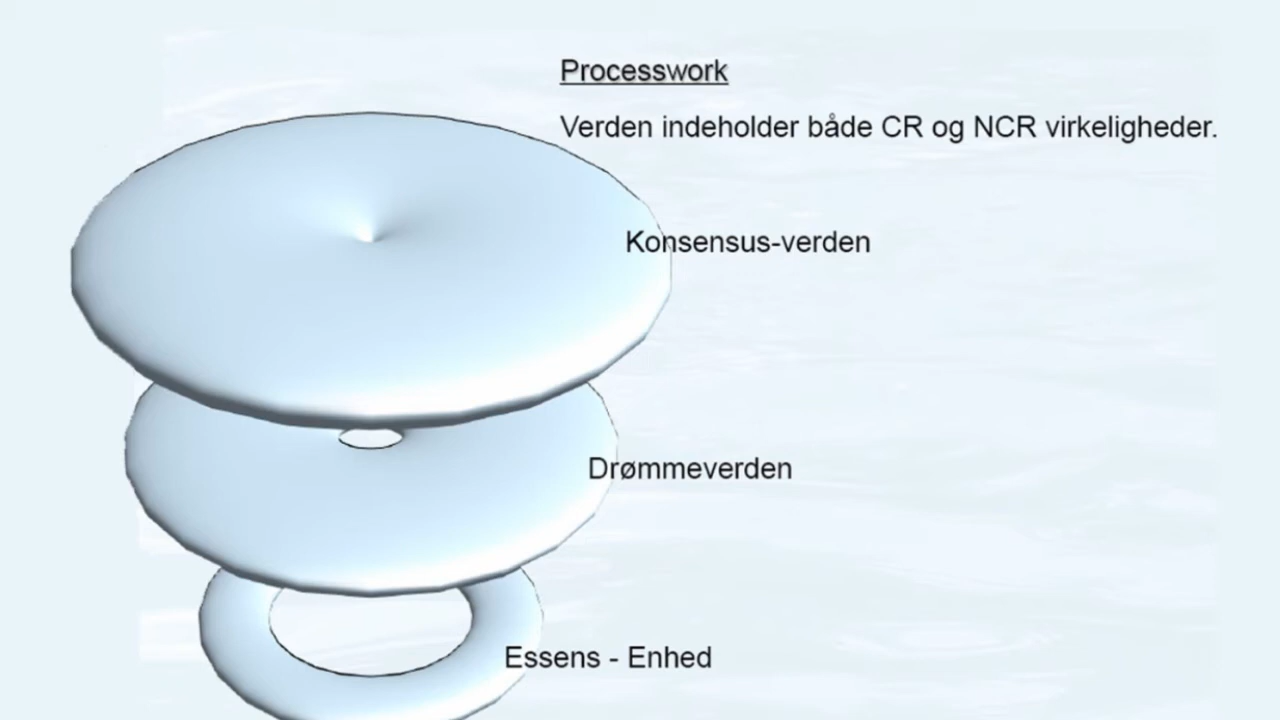 Processwork
Verden indeholder både CR og NCR virkeligheder.
Konsensus-verden
Drømmeverden
Essens - Enhed